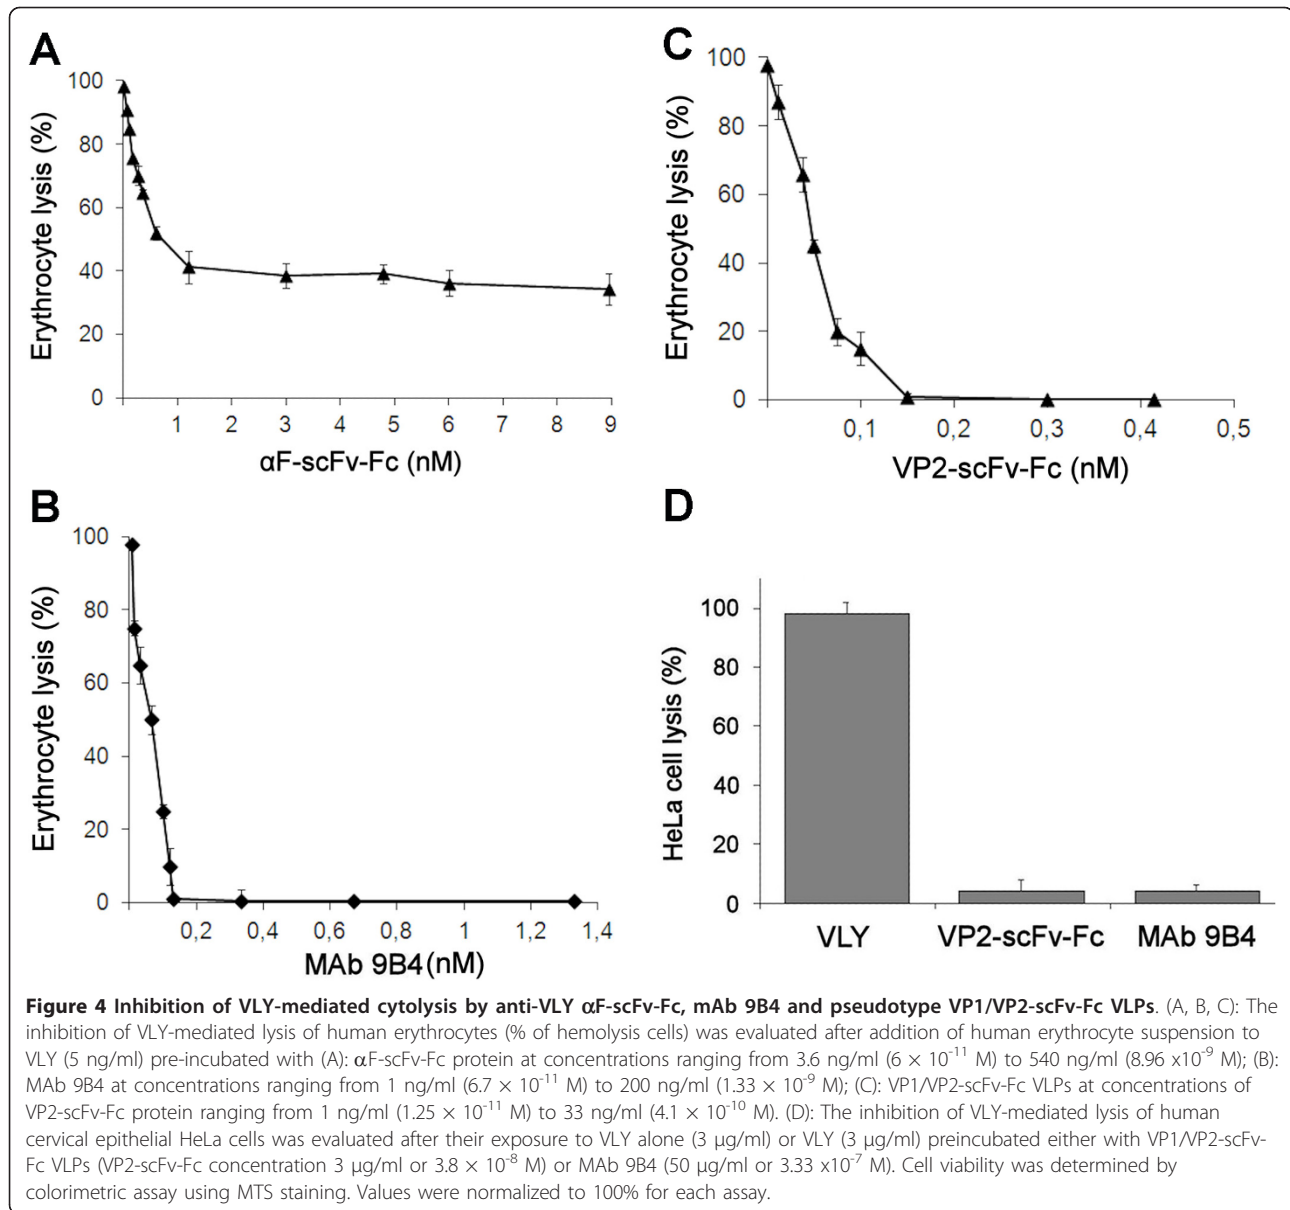 A
Erythrocyte lysis (%)
100
80
60
40
20
0
1 2 3 4 5 6 7 8 9
αF-scFv-Fc (nM)
C
Erythrocyte lysis (%)
100
80
60
40
20
0
0,1 0,2 0,3 0,4 0,5
VP2-scFv-Fc (nM)
B
Erythrocyte lysis (%)
100
80
60
40
20
0
0,2 0,4 0,6 0,8 1 1,2 1,4
MAb 9B4 (nM)
D
HeLa cell lysis (%)
100
80
60
40
20
0
VLY VP2-scFv-Fc MAb 9B4
Figure 4 Inhibition of VLY-mediated cytolysis by anti-VLY αF-scFv-Fc, mAb 9B4 and pseudotype VP1/VP2-scFv-Fc VLPs. (A, B, C): The
inhibition of VLY-mediated lysis of human erythrocytes (% of hemolysis cells) was evaluated after addition of human erythrocyte suspension to
VLY (5 ng/ml) pre-incubated with (A): αF-scFv-Fc protein at concentrations ranging from 3.6 ng/ml (6 × 10⁻¹¹ M) to 540 ng/ml (8.96 x10⁻⁹ M); (B):
MAb 9B4 at concentrations ranging from 1 ng/ml (6.7 × 10⁻¹¹ M) to 200 ng/ml (1.33 × 10⁻⁹ M); (C): VP1/VP2-scFv-Fc VLPs at concentrations of
VP2-scFv-Fc protein ranging from 1 ng/ml (1.25 × 10⁻¹¹ M) to 33 ng/ml (4.1 × 10⁻¹⁰ M). (D): The inhibition of VLY-mediated lysis of human
cervical epithelial HeLa cells was evaluated after their exposure to VLY alone (3 μg/ml) or VLY (3 μg/ml) preincubated either with VP1/VP2-scFv-
Fc VLPs (VP2-scFv-Fc concentration 3 μg/ml or 3.8 × 10⁻⁸ M) or MAb 9B4 (50 μg/ml or 3.33 x10⁻⁷ M). Cell viability was determined by
colorimetric assay using MTS staining. Values were normalized to 100% for each assay.